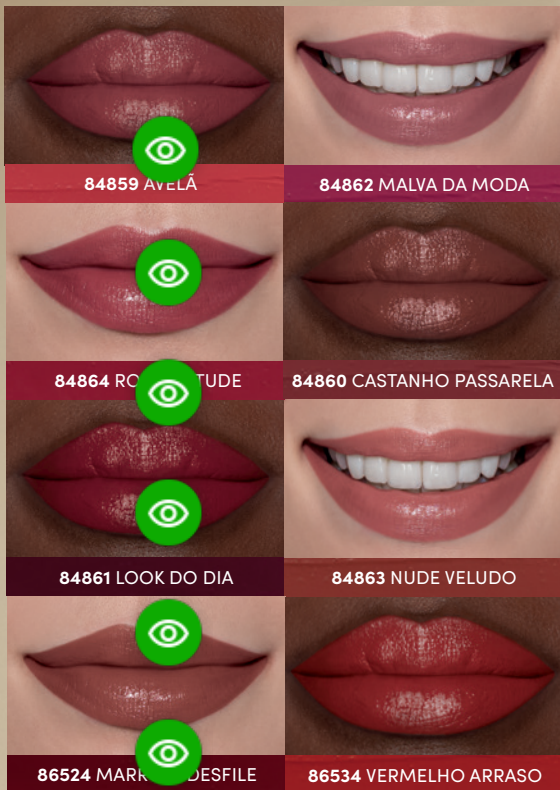 84859 AVELÃ
84862 MALVA DA MODA
84864
84860 CASTANHO PASSARELA
84861 LOOK DO DIA
84863 NUDE VELUDO
86524 DESFILE
86534 VERMELHO ARRASO